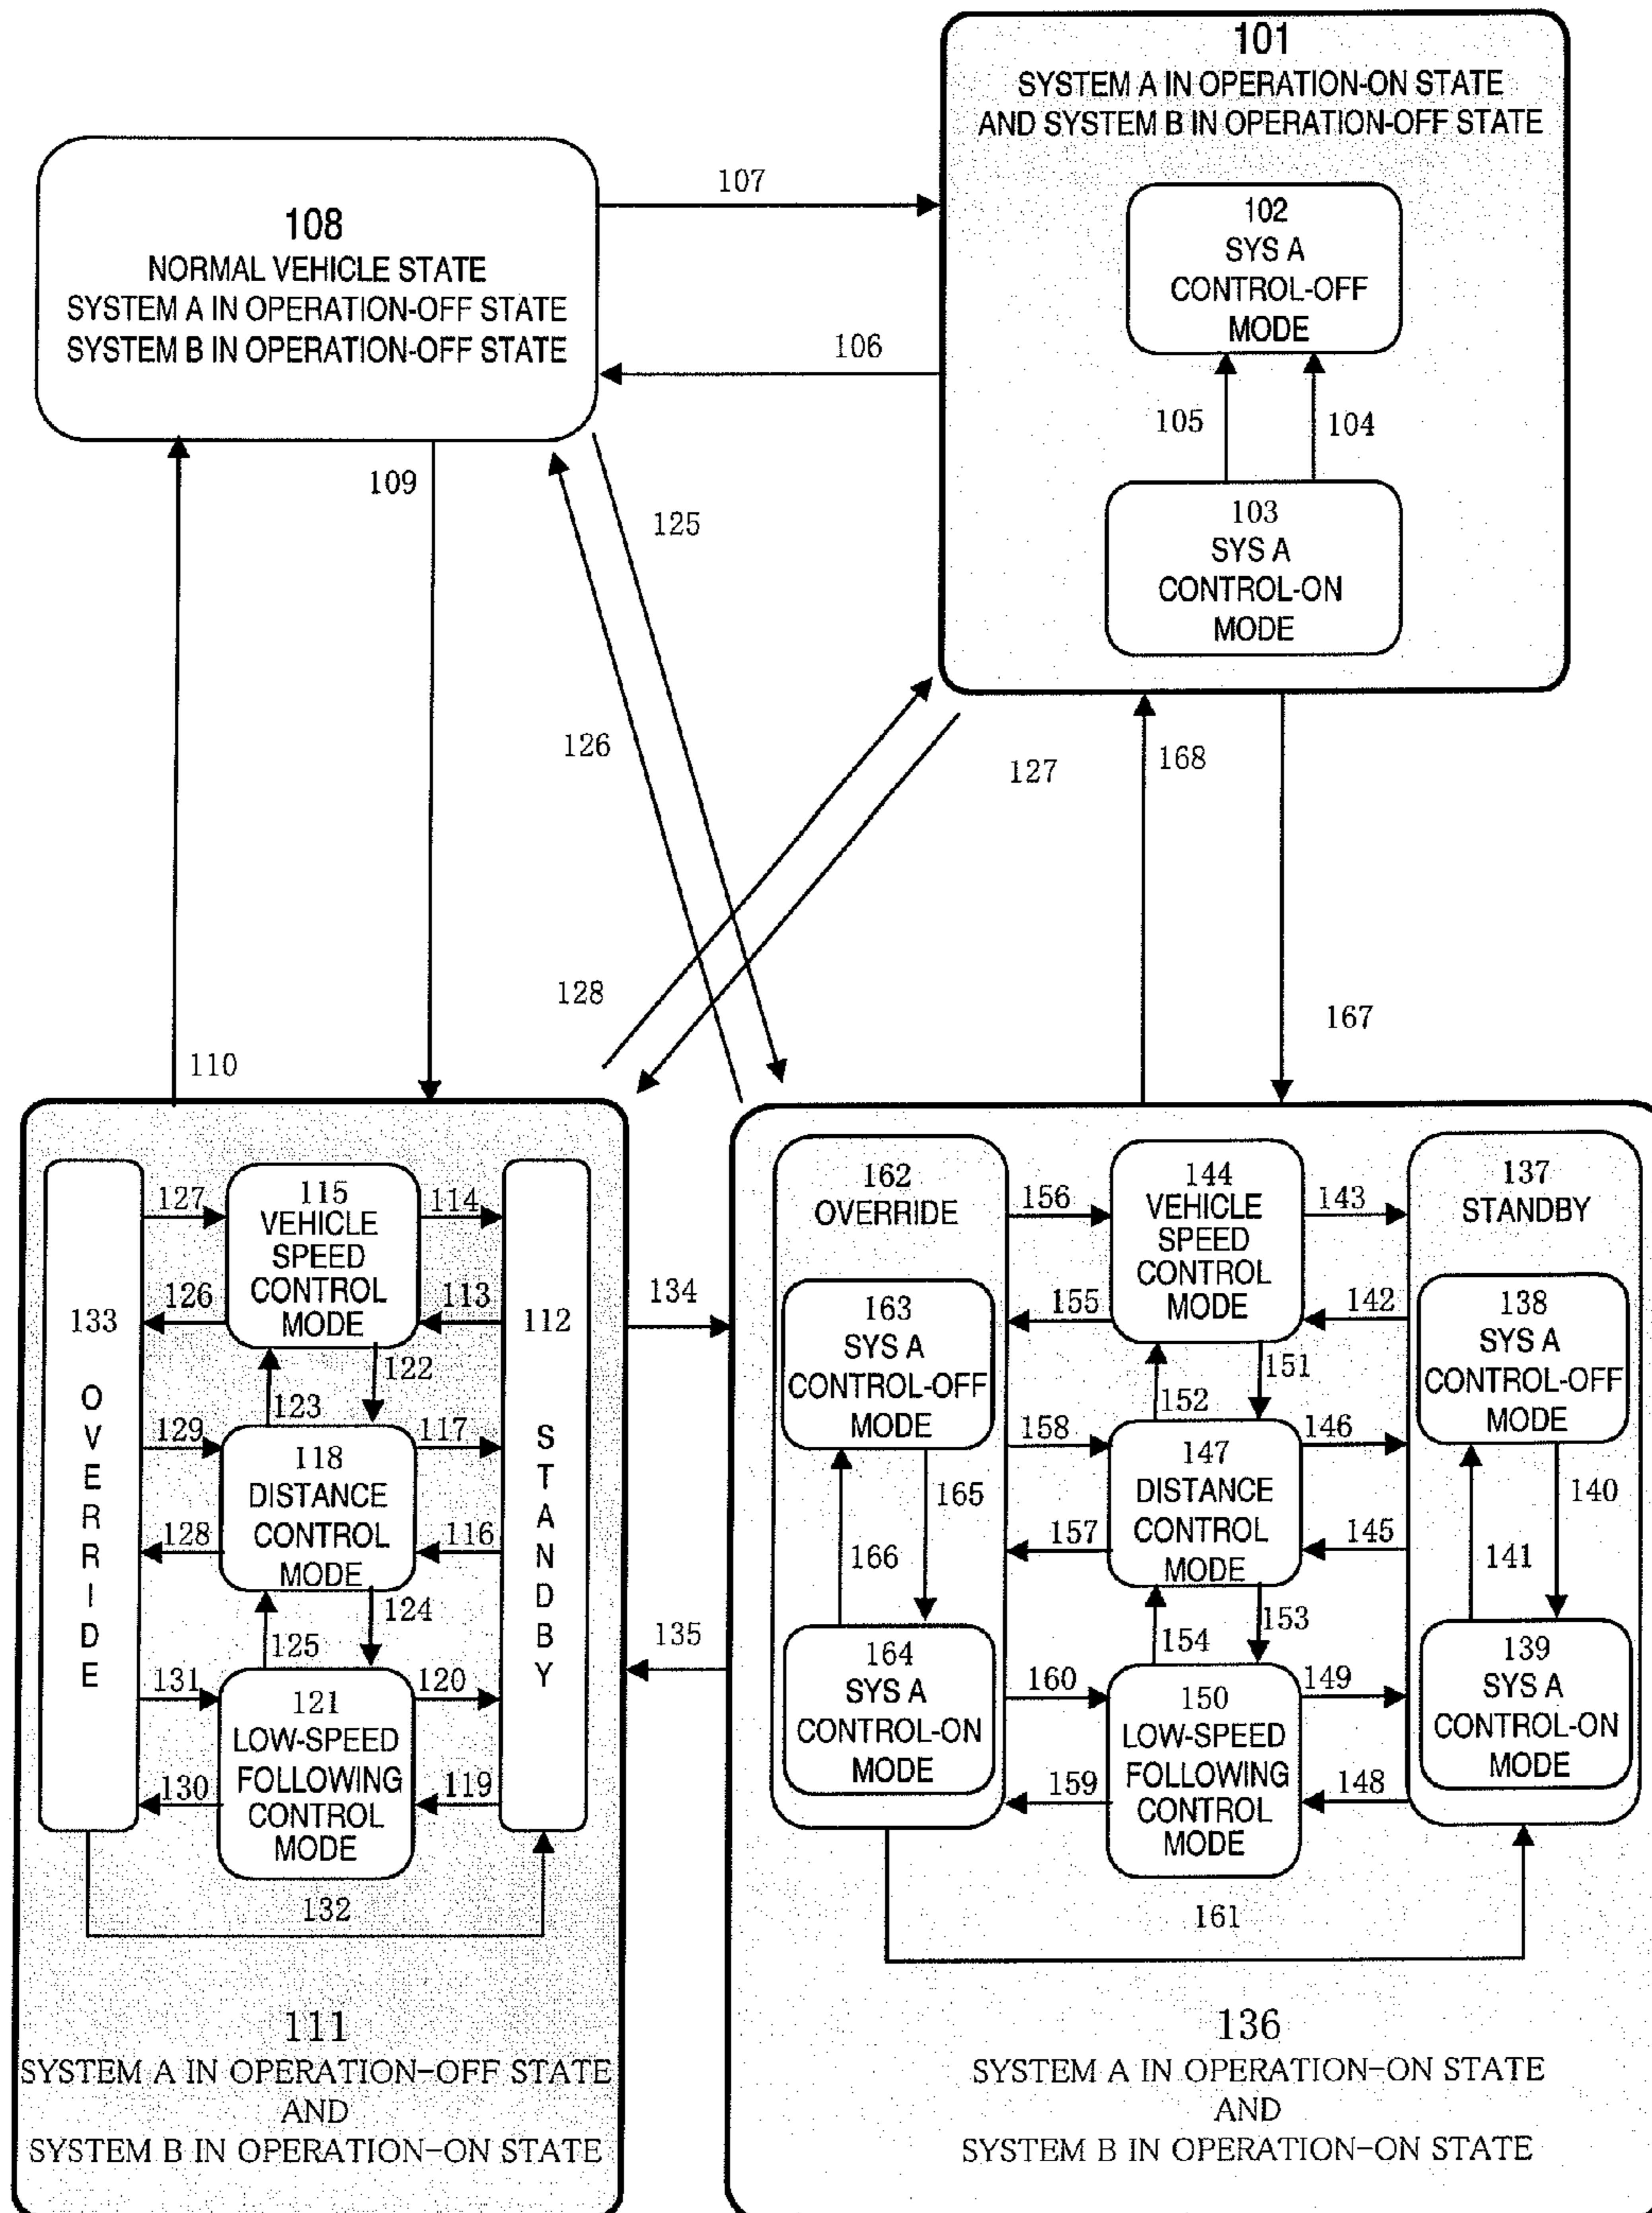 101
SYSTEM A IN OPERATION-ON STATE
AND SYSTEM B IN OPERATION-OFF STATE
102
SYS A
CONTROL-OFF
MODE
105
104
103
SYS A
CONTROL-ON
MODE
107
106
108
NORMAL VEHICLE STATE
SYSTEM A IN OPERATION-OFF STATE
SYSTEM B IN OPERATION-OFF STATE
109
125
126
127
168
128
167
110
133
OVERRIDE
127
115
VEHICLE
SPEED
CONTROL
MODE
114
126
113
112
STANDBY
122
123
129
118
DISTANCE
CONTROL
MODE
117
128
116
124
125
131
121
LOW-SPEED
FOLLOWING
CONTROL
MODE
120
130
119
132
111
SYSTEM A IN OPERATION-OFF STATE
AND
SYSTEM B IN OPERATION-ON STATE
134
135
162
OVERRIDE
163
SYS A
CONTROL-OFF
MODE
166
165
164
SYS A
CONTROL-ON
MODE
156
144
VEHICLE
SPEED
CONTROL
MODE
143
155
142
151
152
158
147
DISTANCE
CONTROL
MODE
146
157
145
153
154
160
150
LOW-SPEED
FOLLOWING
CONTROL
MODE
149
159
148
137
STANDBY
138
SYS A
CONTROL-OFF
MODE
141
140
139
SYS A
CONTROL-ON
MODE
161
136
SYSTEM A IN OPERATION-ON STATE
AND
SYSTEM B IN OPERATION-ON STATE